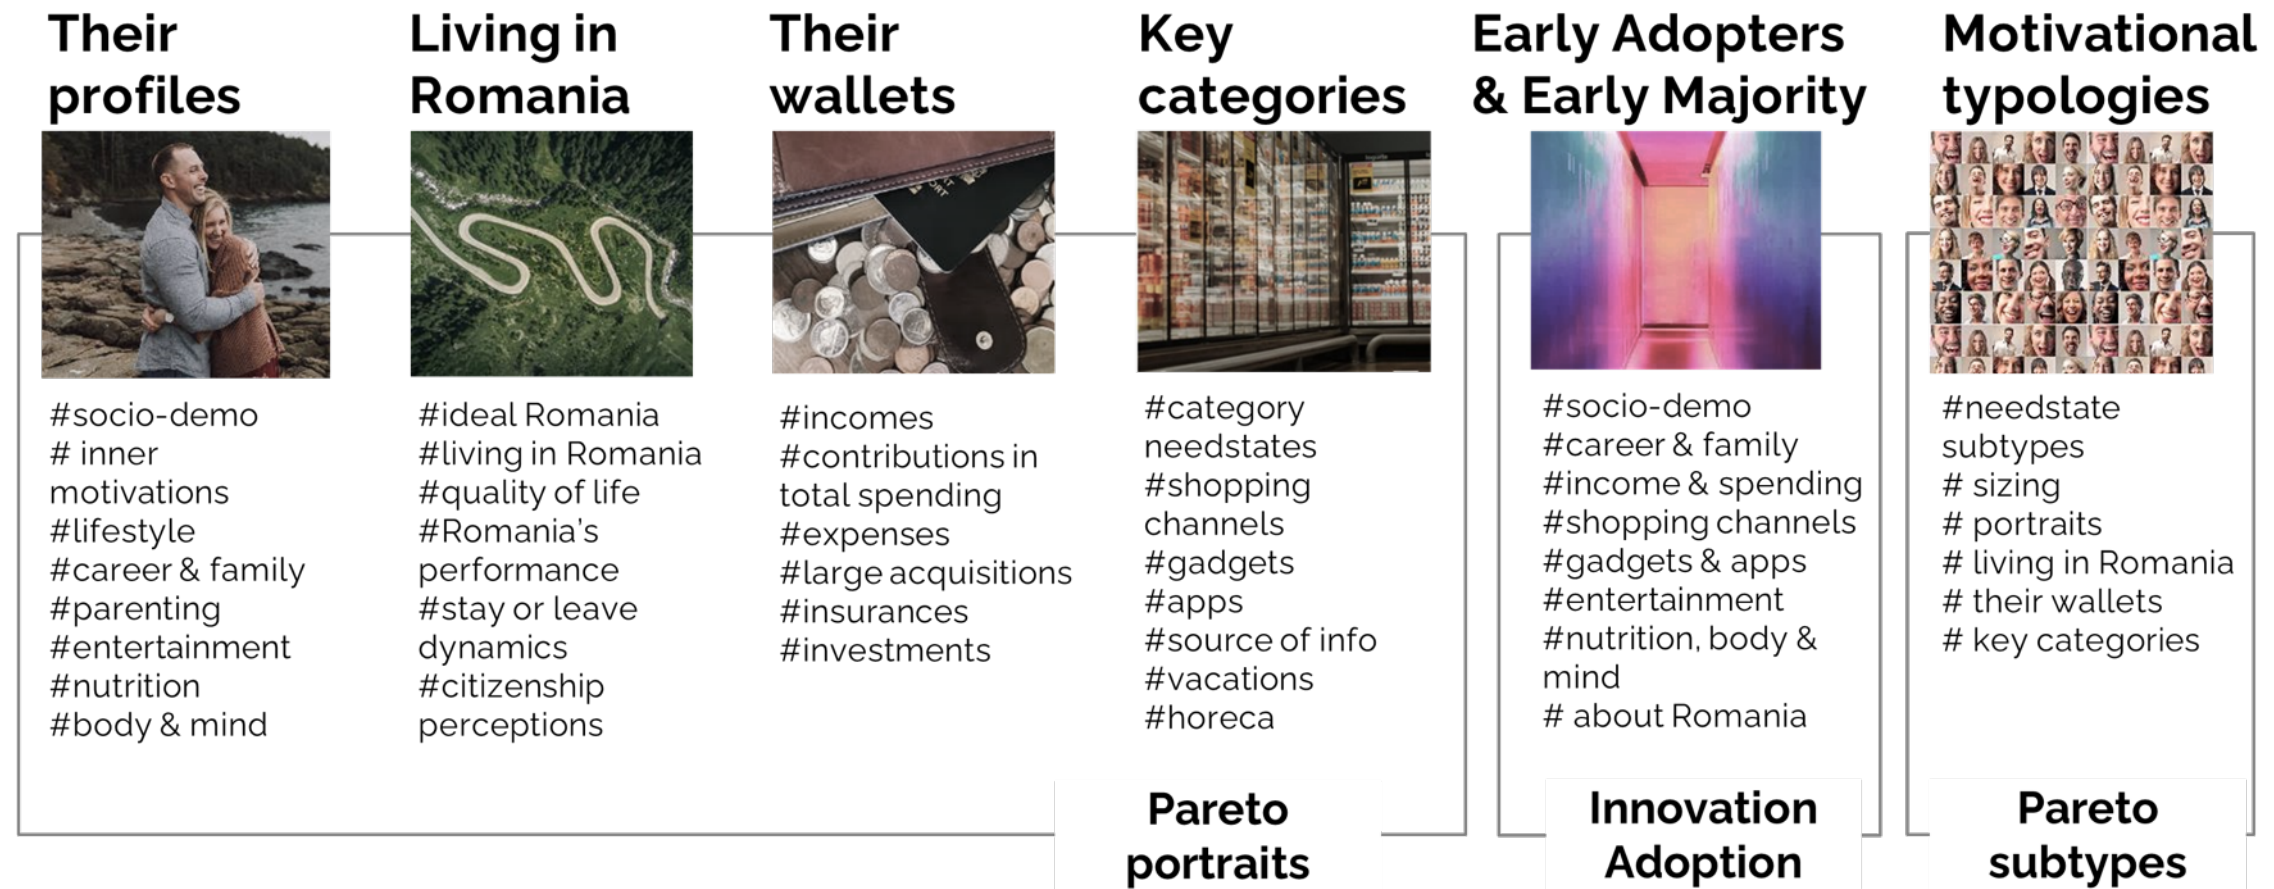 Their
profiles
#socio-demo
# inner
motivations
#lifestyle
#career & family
#parenting
#entertainment
#nutrition
#body & mind
Living in
Romania
#ideal Romania
#living in Romania
#quality of life
#Romania's
performance
#stay or leave
dynamics
#citizenship
perceptions
Their
wallets
#incomes
#contributions in
total spending
#expenses
#large acquisitions
#insurances
#investments
Key
categories
#category
needstates
#shopping
channels
#gadgets
#apps
#source of info
#vacations
#horeca
Pareto
portraits
Early Adopters
& Early Majority
#socio-demo
#career & family
#income & spending
#shopping channels
#gadgets & apps
#entertainment
#nutrition, body &
mind
# about Romania
Innovation
Adoption
Motivational
typologies
#needstate
subtypes
# sizing
# portraits
# living in Romania
# their wallets
# key categories
Pareto
subtypes